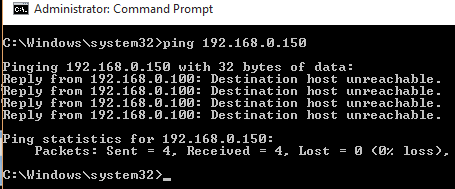 Administrator: Command Prompt
C:\Windows\system32>ping 192.168.0.150
Pinging 192.168.0.150 with 32 bytes of data:
Reply from 192.168.0.100: Destination host unreachable.
Reply from 192.168.0.100: Destination host unreachable.
Reply from 192.168.0.100: Destination host unreachable.
Reply from 192.168.0.100: Destination host unreachable.
Ping statistics for 192.168.0.150:
    Packets: Sent = 4, Received = 4, Lost = 0 (0% loss),
C:\Windows\system32>_